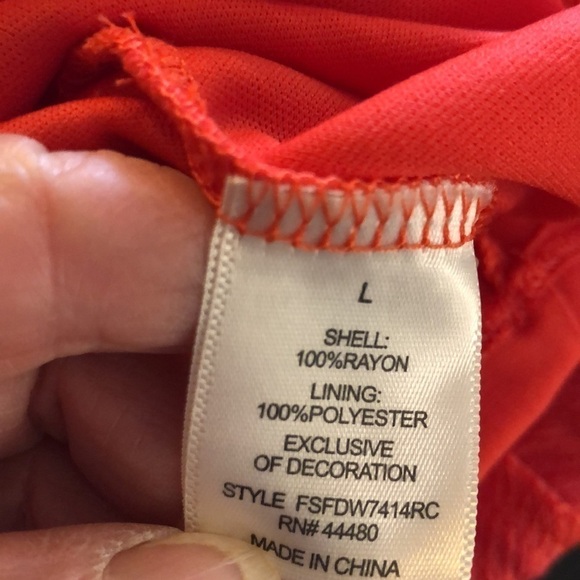 L
SHELL:
100%RAYON
LINING:
100%POLYESTER
EXCLUSIVE
OF DECORATION
STYLE FSFDW7414RC
RN# 44480
MADE IN CHINA